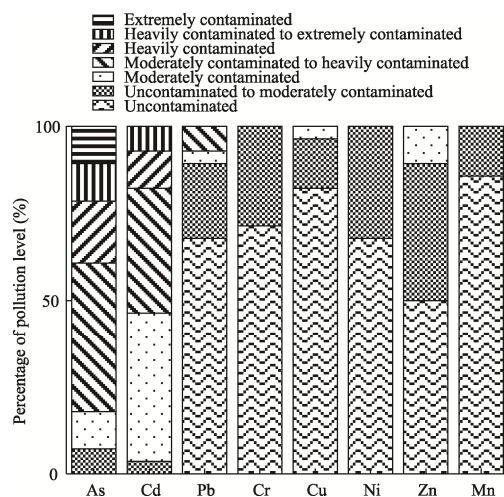 Extremely contaminated
Heavily contaminated to extremely contaminated
Heavily contaminated
Moderately contaminated to heavily contaminated
Moderately contaminated
Uncontaminated to moderately contaminated
Uncontaminated
100
50
0
Percentage of pollution level (%)
As Cd Pb Cr Cu Ni Zn Mn